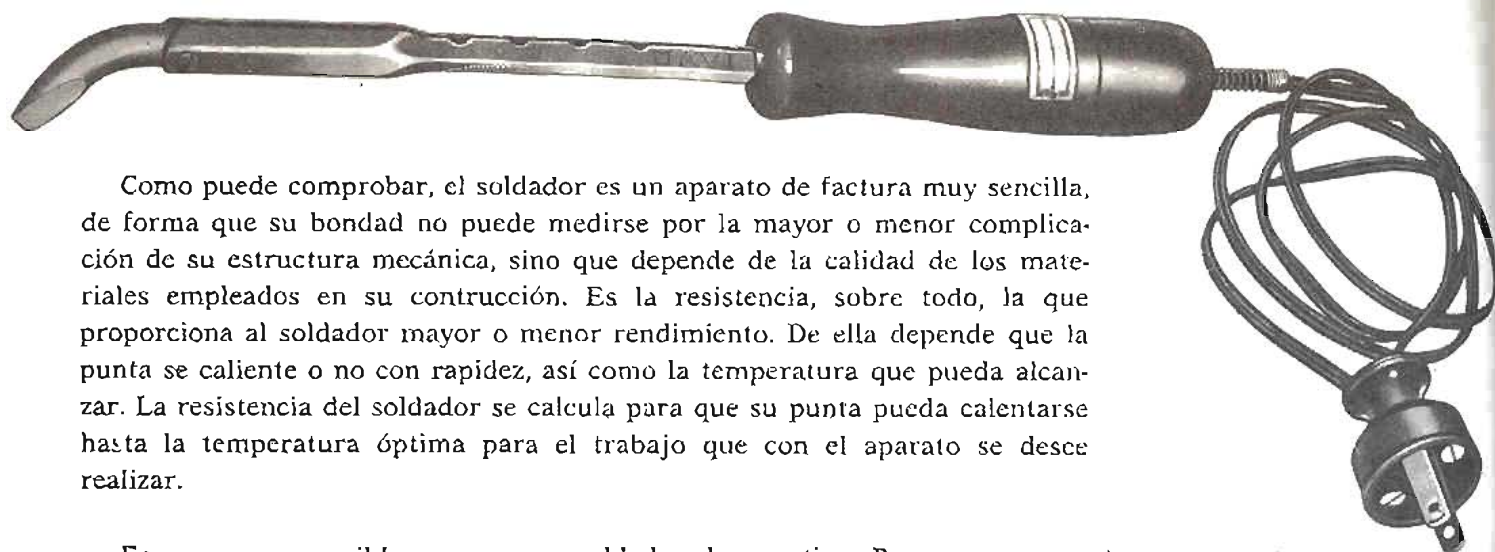 Como puede comprobar, el soldador es un aparato de factura muy sencilla,
de forma que su bondad no puede medirse por la mayor o menor complica-
ción de su estructura mecánica, sino que depende de la calidad de los mate-
riales empleados en su contrucción. Es la resistencia, sobre todo, la que
proporciona al soldador mayor o menor rendimiento. De ella depende que la
punta se caliente o no con rapidez, así como la temperatura que pueda alcan-
zar. La resistencia del soldador se calcula para que su punta pueda calentarse
hasta la temperatura óptima para el trabajo que con el aparato se desee
realizar.